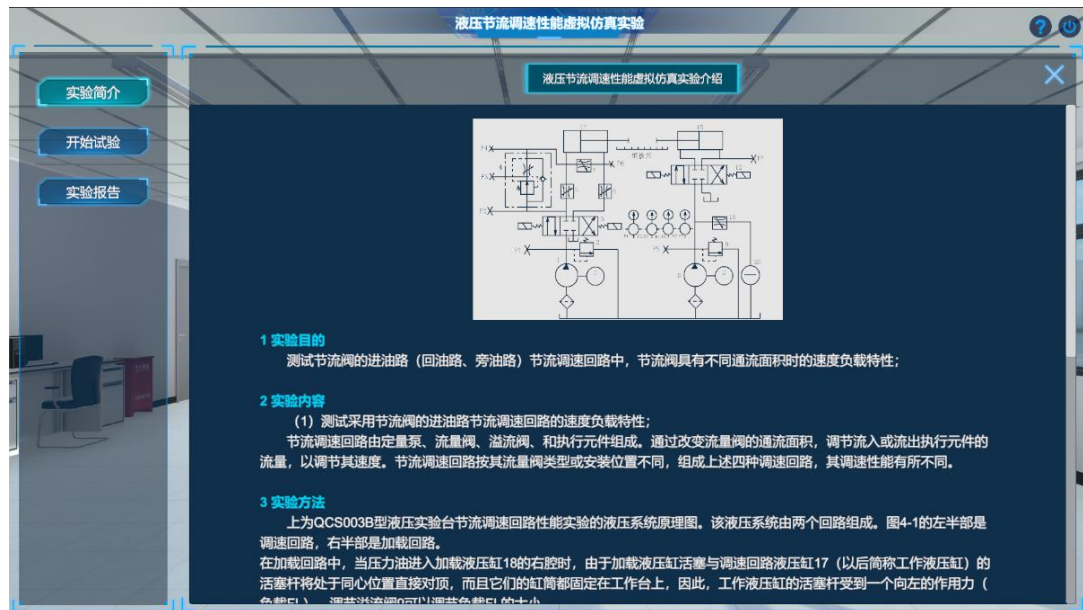 液压节流调速性能虚拟仿真实验
实验简介
开始试验
实验报告
液压节流调速性能虚拟仿真实验介绍
1 实验目的
测试节流阀的进油路（回油路、旁油路）节流调速回路中，节流阀具有不同通流面积时的速度负载特性；
2 实验内容
（1）测试采用节流阀的进油路节流调速回路的速度负载特性；
节流调速回路由定量泵、流量阀、溢流阀、和执行元件组成。通过改变流量阀的通流面积，调节流入或流出执行元件的
流量，以调节其速度。节流调速回路按其流量阀类型或安装位置不同，组成上述四种调速回路，其调速性能有所不同。
3 实验方法
上为QCS003B型液压实验台节流调速回路性能实验的液压系统原理图。该液压系统由两个回路组成。图4-1的左半部是
调速回路，右半部是加载回路。
在加载回路中，当压力油进入加载液压缸18的右腔时，由于加载液压缸活塞与调速回路液压缸17（以后简称工作液压缸）的
活塞杆将处于同心位置直接对顶，而且它们的缸筒都固定在工作台上，因此，工作液压缸的活塞杆受到一个向左的作用力（